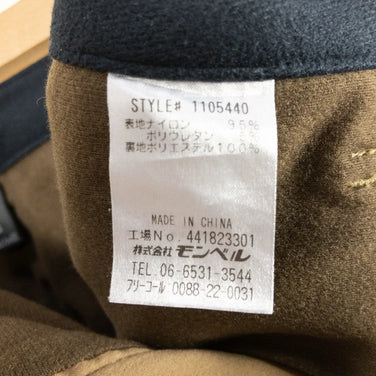 STYLE# 1105440
表地ナイロン 95%
ポリウレタン 5%
裏地ポリエステル100%
MADE IN CHINA
工場No. 441823301
株式会社 モンベル
TEL. 06-6531-3544
フリーコール 0088-22-0031